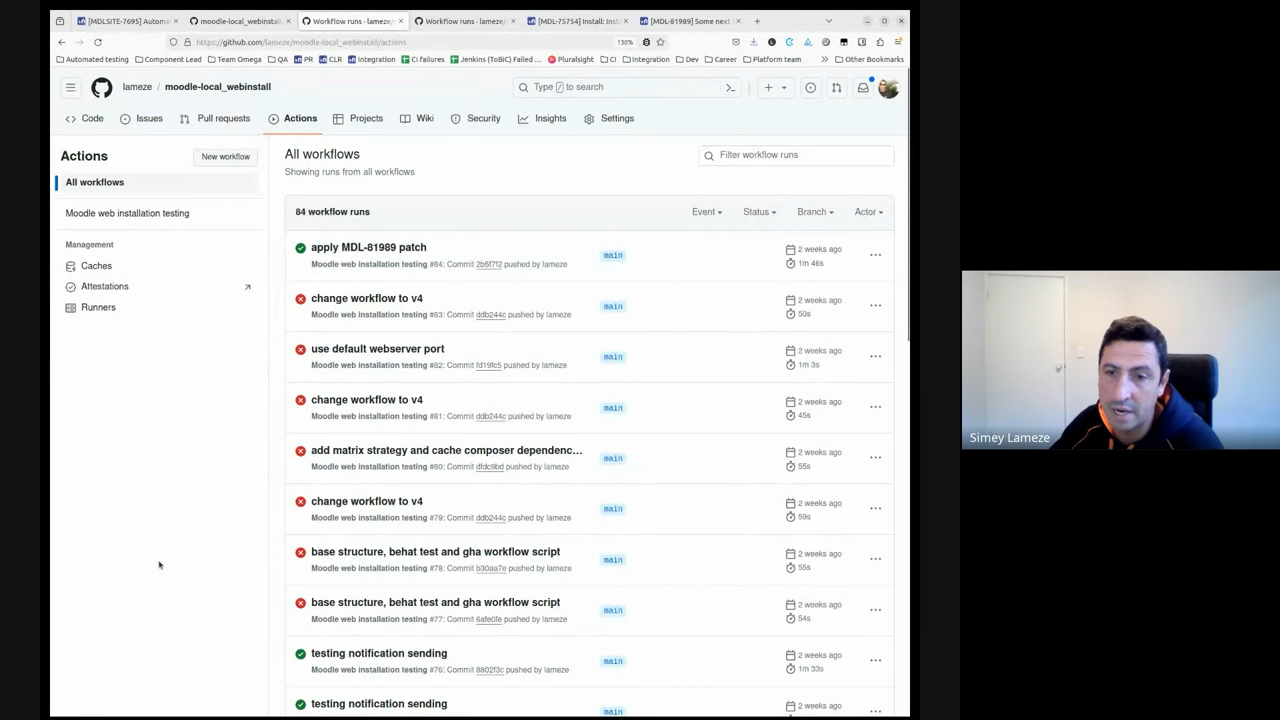 [MDLSITE-7695] Automa
moodle-local_webinstall
Workflow runs · lameze/m
Workflow runs · lameze/
[MDL-75754] Install: Insta
[MDL-81989] Some next
https://github.com/lameze/moodle-local_webinstall/actions
130%
Automated testing
Component Lead
Team Omega
QA
PR
CLR
Integration
CI failures
Jenkins (ToBiC) Failed ...
Pluralsight
CI
Integration
Dev
Career
Platform team
Other Bookmarks
lameze / moodle-local_webinstall
Type / to search
Code
Issues
Pull requests
Actions
Projects
Wiki
Security
Insights
Settings
Actions
New workflow
All workflows
Moodle web installation testing
Management
Caches
Attestations
Runners
All workflows
Showing runs from all workflows
Filter workflow runs
84 workflow runs
Event
Status
Branch
Actor
apply MDL-81989 patch
Moodle web installation testing #84: Commit 2b5f7f2 pushed by lameze
main
2 weeks ago
1m 46s
change workflow to v4
Moodle web installation testing #83: Commit ddb244c pushed by lameze
main
2 weeks ago
50s
use default webserver port
Moodle web installation testing #82: Commit fd19fc5 pushed by lameze
main
2 weeks ago
1m 3s
change workflow to v4
Moodle web installation testing #81: Commit ddb244c pushed by lameze
main
2 weeks ago
45s
add matrix strategy and cache composer dependenc...
Moodle web installation testing #80: Commit dfdc9bd pushed by lameze
main
2 weeks ago
55s
change workflow to v4
Moodle web installation testing #79: Commit ddb244c pushed by lameze
main
2 weeks ago
59s
base structure, behat test and gha workflow script
Moodle web installation testing #78: Commit b30aa7e pushed by lameze
main
2 weeks ago
55s
base structure, behat test and gha workflow script
Moodle web installation testing #77: Commit 6afe0fe pushed by lameze
main
2 weeks ago
54s
testing notification sending
Moodle web installation testing #76: Commit 8802f3c pushed by lameze
main
2 weeks ago
1m 33s
testing notification sending
main
2 weeks ago
Simey Lameze